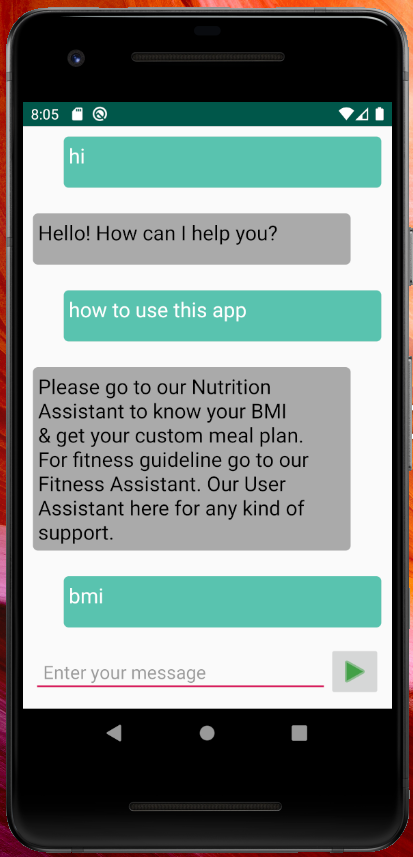 8:05
hi
Hello! How can I help you?
how to use this app
Please go to our Nutrition
Assistant to know your BMI
& get your custom meal plan.
For fitness guideline go to our
Fitness Assistant. Our User
Assistant here for any kind of
support.
bmi
Enter your message